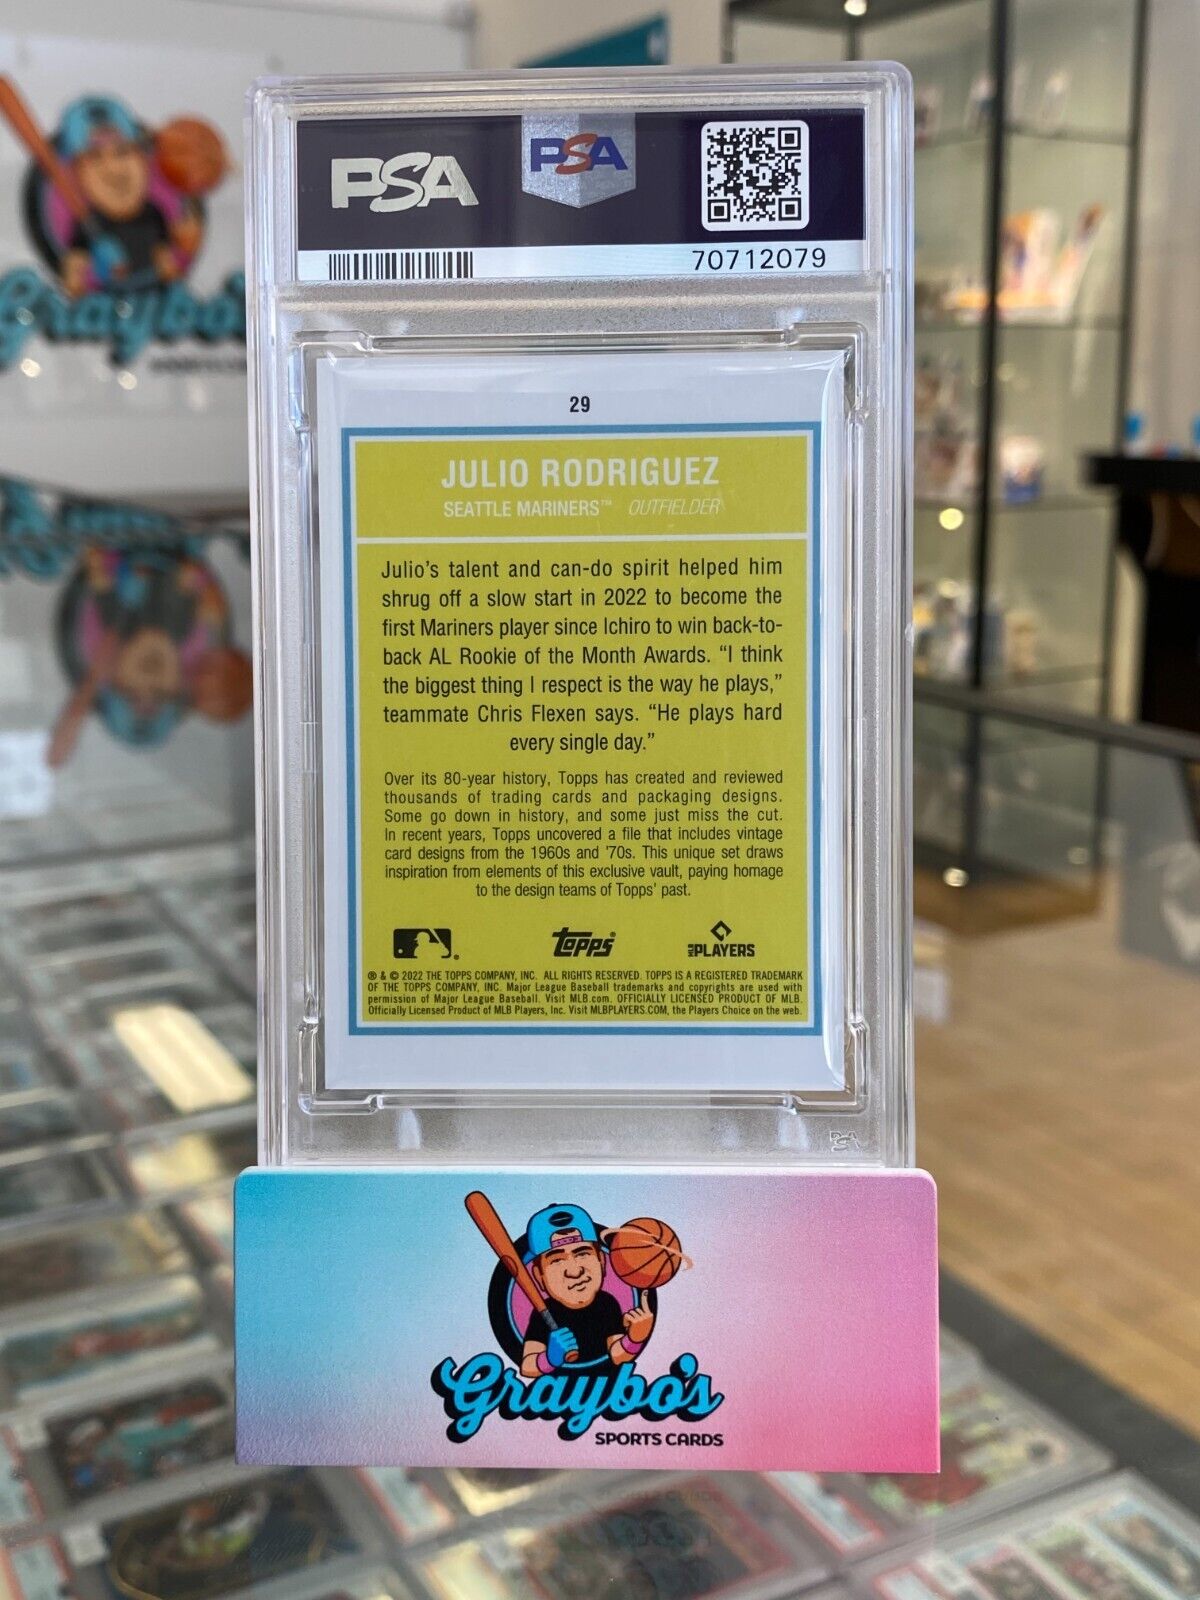 PSA
PSA
70712079
29
JULIO RODRIGUEZ
SEATTLE MARINERS™ OUTFIELDER
Julio's talent and can-do spirit helped him
shrug off a slow start in 2022 to become the
first Mariners player since Ichiro to win back-to-
back AL Rookie of the Month Awards. “I think
the biggest thing I respect is the way he plays,”
teammate Chris Flexen says. “He plays hard
every single day.”
Over its 80-year history, Topps has created and reviewed
thousands of trading cards and packaging designs.
Some go down in history, and some just miss the cut.
In recent years, Topps uncovered a file that includes vintage
card designs from the 1960s and '70s. This unique set draws
inspiration from elements of this exclusive vault, paying homage
to the design teams of Topps' past.
Topps®
MLB PLAYERS
® & © 2022 THE TOPPS COMPANY, INC. ALL RIGHTS RESERVED. TOPPS IS A REGISTERED TRADEMARK
OF THE TOPPS COMPANY, INC. Major League Baseball trademarks and copyrights are used with
permission of Major League Baseball. Visit MLB.com. OFFICIALLY LICENSED PRODUCT OF MLB.
Officially Licensed Product of MLB Players, Inc. Visit MLBPLAYERS.COM, the Players Choice on the web.
PSA
Graybo's
SPORTS CARDS
Graybo's